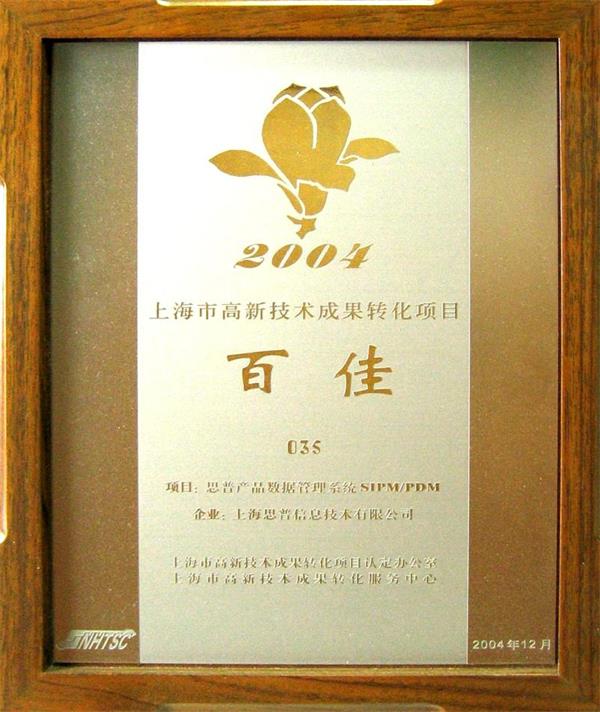 2004
上海市高新技术成果转化项目
百佳
035
项目：思普产品数据管理系统SIPM/PDM
企业：上海思普信息技术有限公司
上海市高新技术成果转化项目认定办公室
上海市高新技术成果转化服务中心
NHTSC
2004年12月